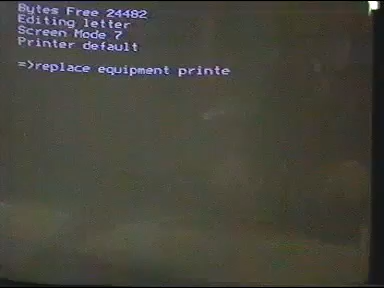 Bytes Free 24482
Editing letter
Screen Mode 7
Printer default
=>replace equipment printe